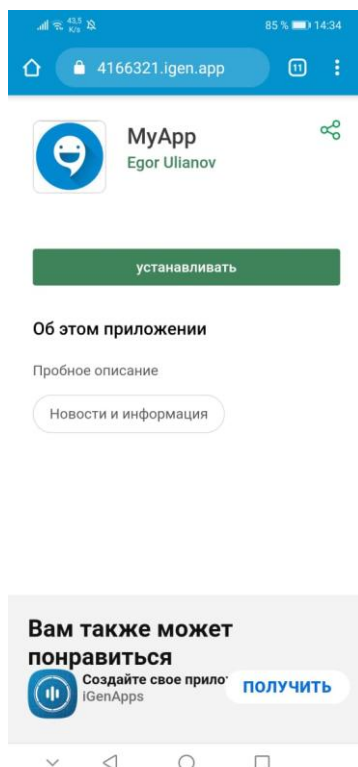 43,5
K/s
85 % 14:34
4166321.igen.app
11
MyApp
Egor Ulianov
устанавливать
Об этом приложении
Пробное описание
Новости и информация
Вам также может
понравиться
Создайте свое прило
iGenApps
ПОЛУЧИТЬ